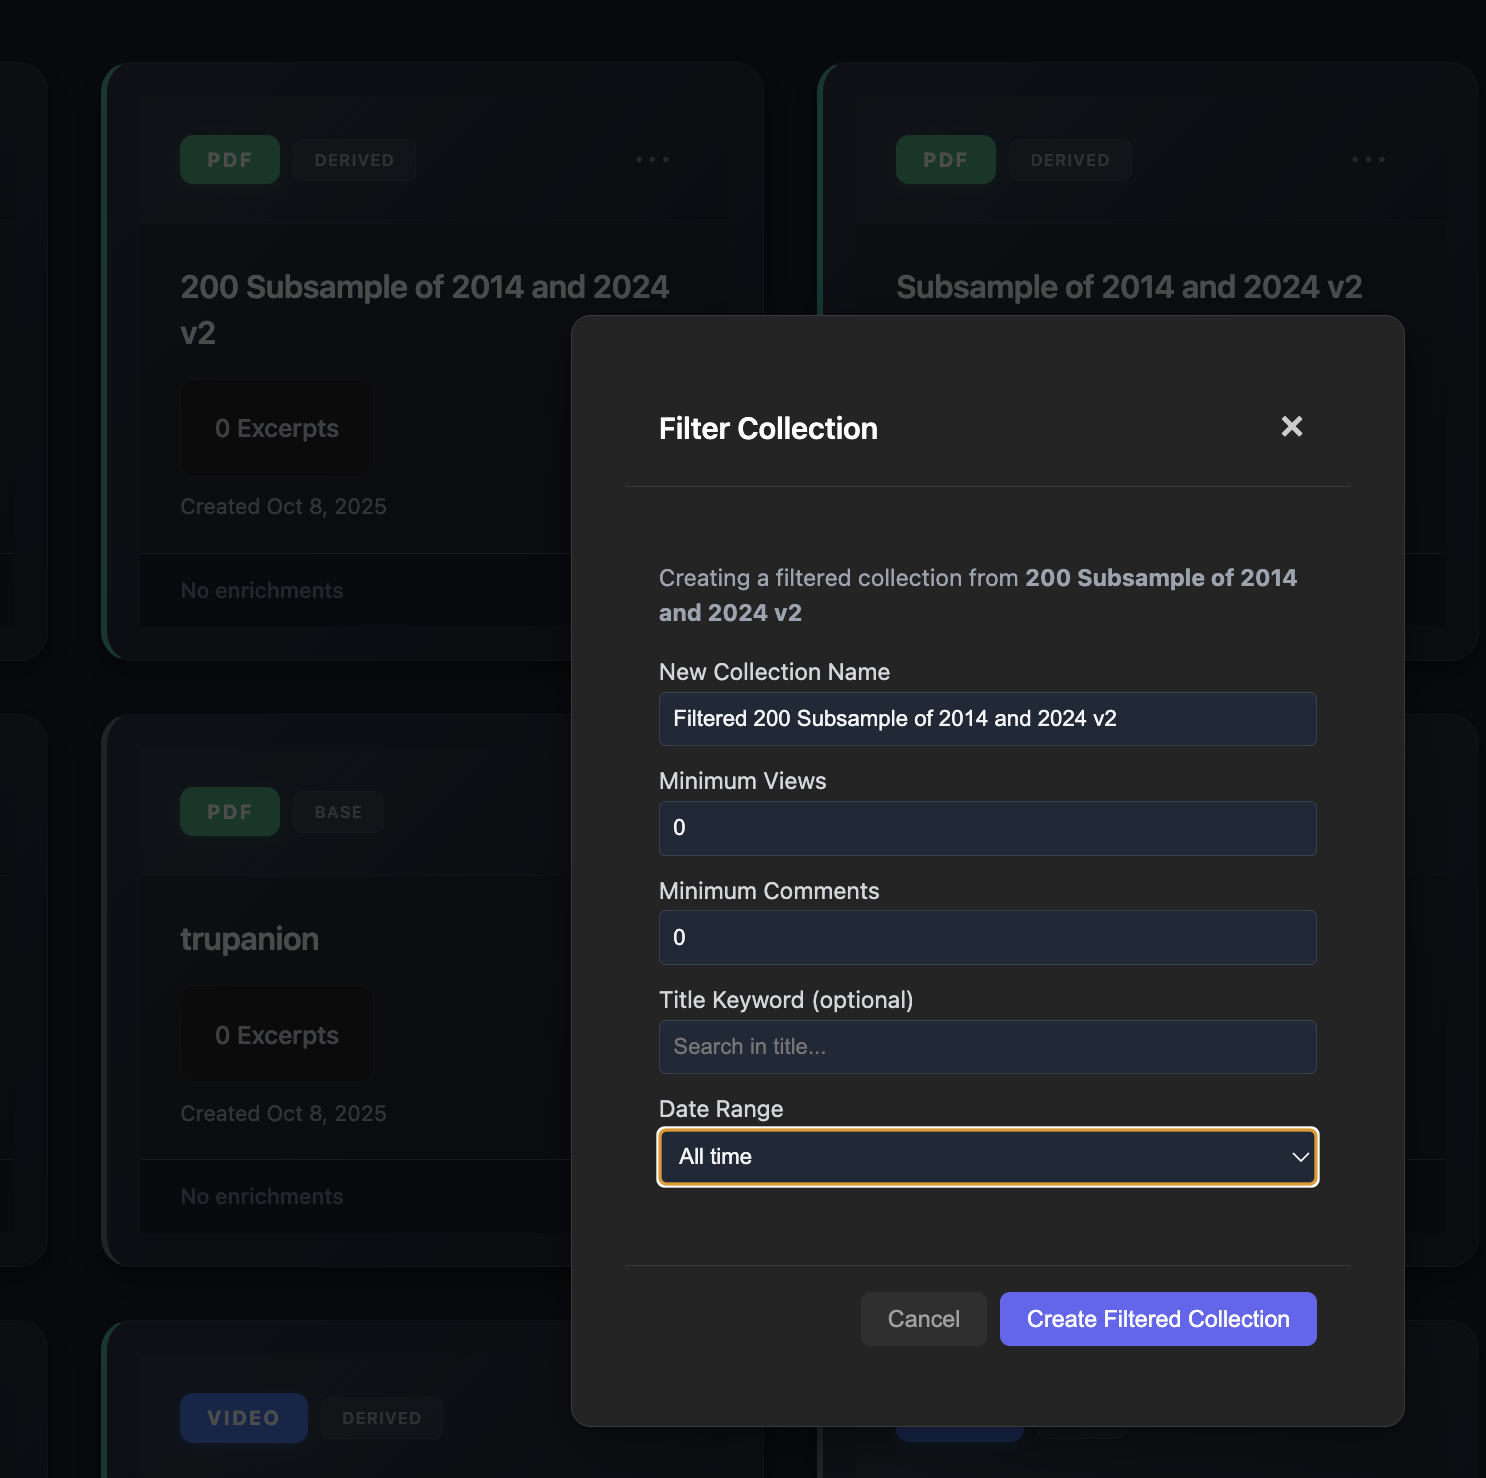 PDF
DERIVED
200 Subsample of 2014 and 2024
v2
0 Excerpts
Created Oct 8, 2025
No enrichments
PDF
DERIVED
Subsample of 2014 and 2024 v2
PDF
BASE
trupanion
0 Excerpts
Created Oct 8, 2025
No enrichments
VIDEO
DERIVED
Filter Collection
Creating a filtered collection from 200 Subsample of 2014
and 2024 v2
New Collection Name
Filtered 200 Subsample of 2014 and 2024 v2
Minimum Views
0
Minimum Comments
0
Title Keyword (optional)
Search in title...
Date Range
All time
Cancel
Create Filtered Collection